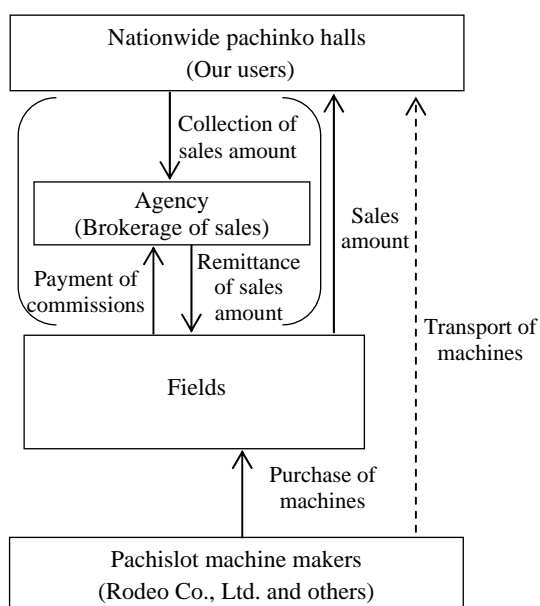 Nationwide pachinko halls
(Our users)
Collection of
sales amount
Agency
(Brokerage of sales)
Sales
amount
Payment of
commissions
Remittance
of sales
amount
Transport of
machines
Fields
Purchase of
machines
Pachislot machine makers
(Rodeo Co., Ltd. and others)